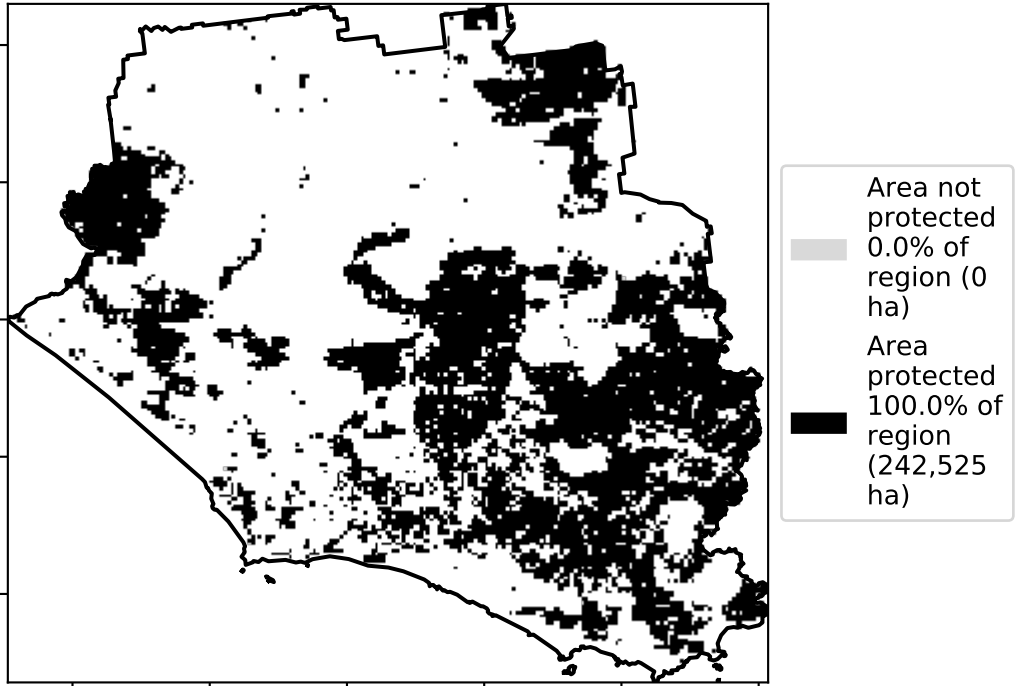 Area not
protected
0.0% of
region (0
ha)
Area
protected
100.0% of
region
(242,525
ha)